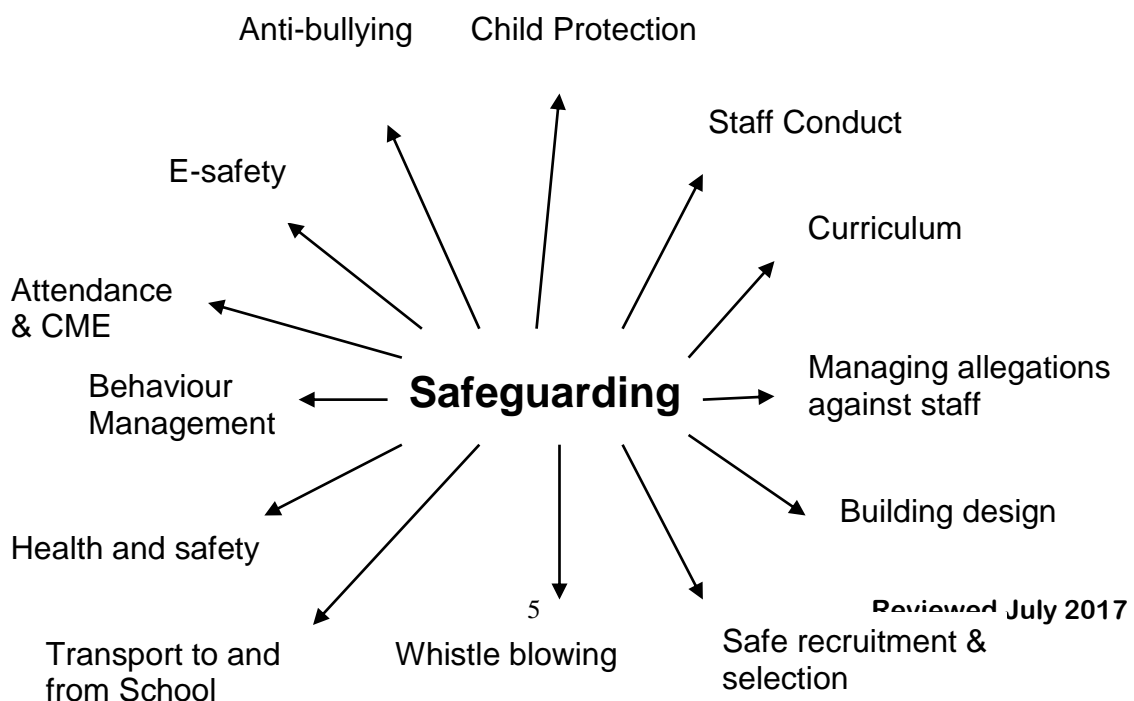 Anti-bullying
Child Protection
Staff Conduct
E-safety
Curriculum
Attendance
& CME
Behaviour
Management
Safeguarding
Managing allegations
against staff
Building design
Health and safety
5
Reviewed July 2017
Transport to and
from School
Whistle blowing
Safe recruitment &
selection